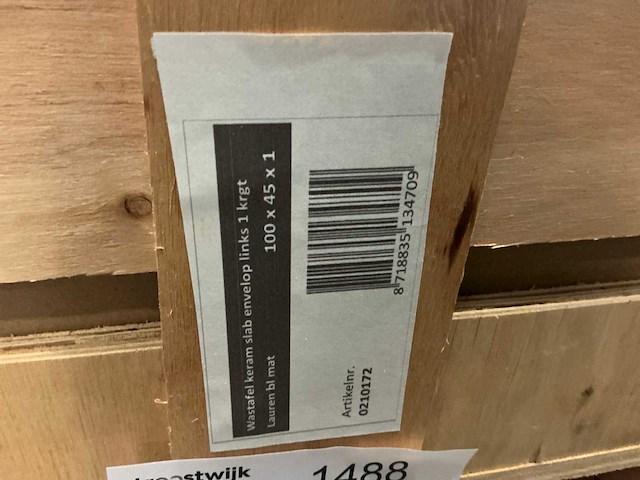 Wastafel keram slab envelop links 1 krgt
100 x 45 x 1
Lauren bl mat
8 718835 134709
Artikelnr.
0210172
1488